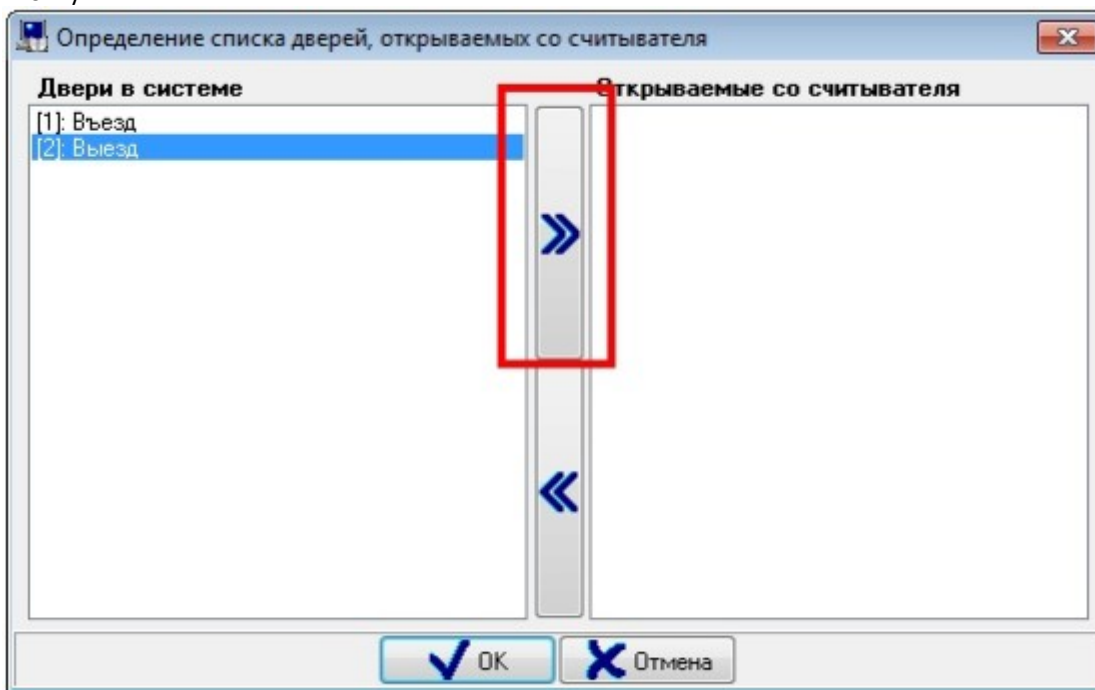 Определение списка дверей, открываемых со считывателя
Двери в системе
Открываемые со считывателя
[1]: Въезд
[2]: Выезд
OK
Отмена